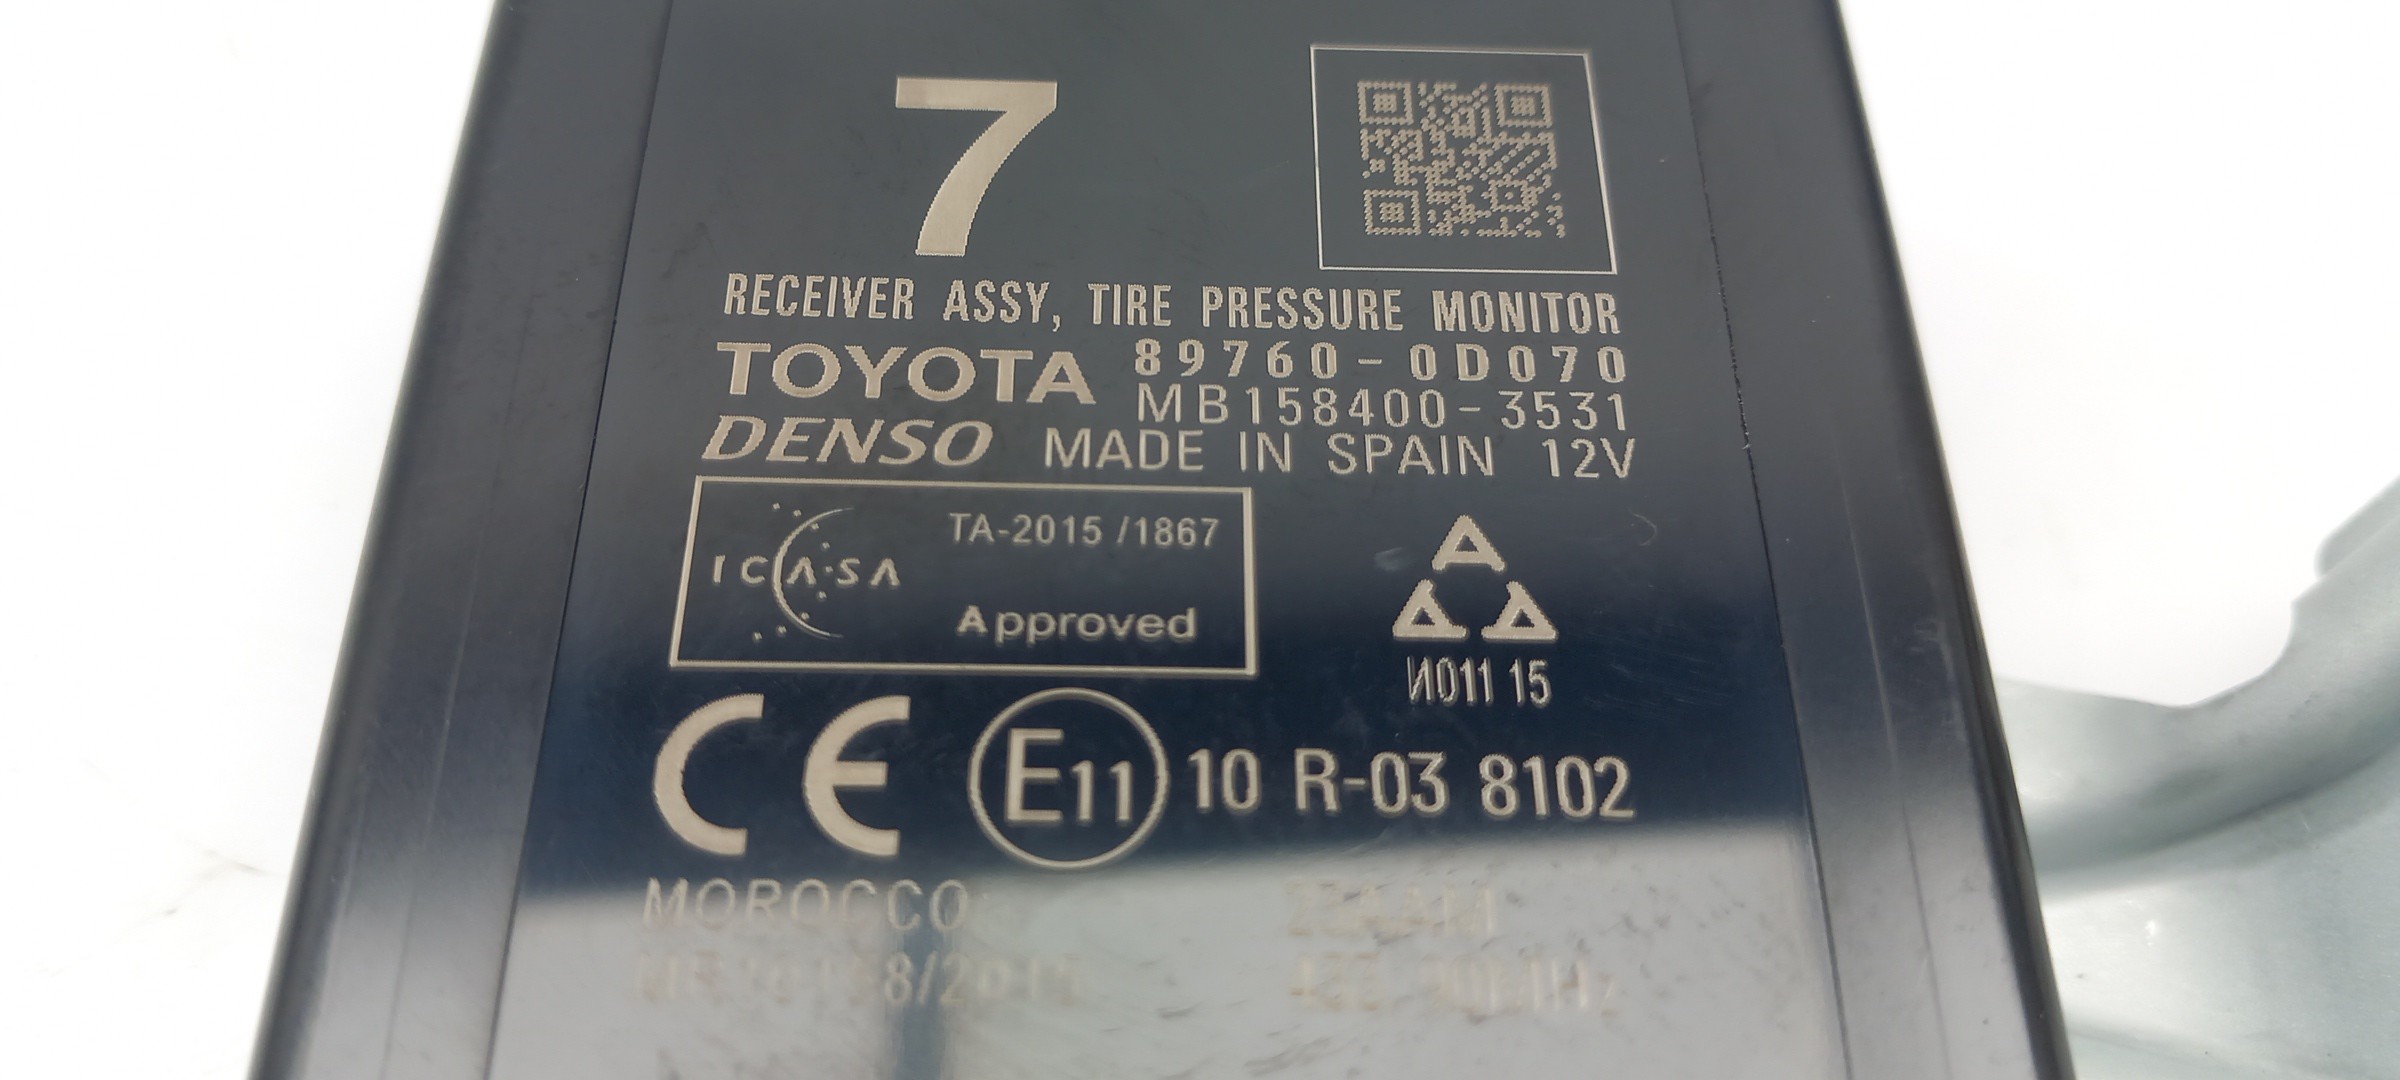 7
RECEIVER ASSY, TIRE PRESSURE MONITOR
TOYOTA 89760-0D070
MB158400-3531
DENSO MADE IN SPAIN 12V
ICASA TA-2015 /1867
Approved
И011 15
CE E11 10 R-03 8102
MOROCCO